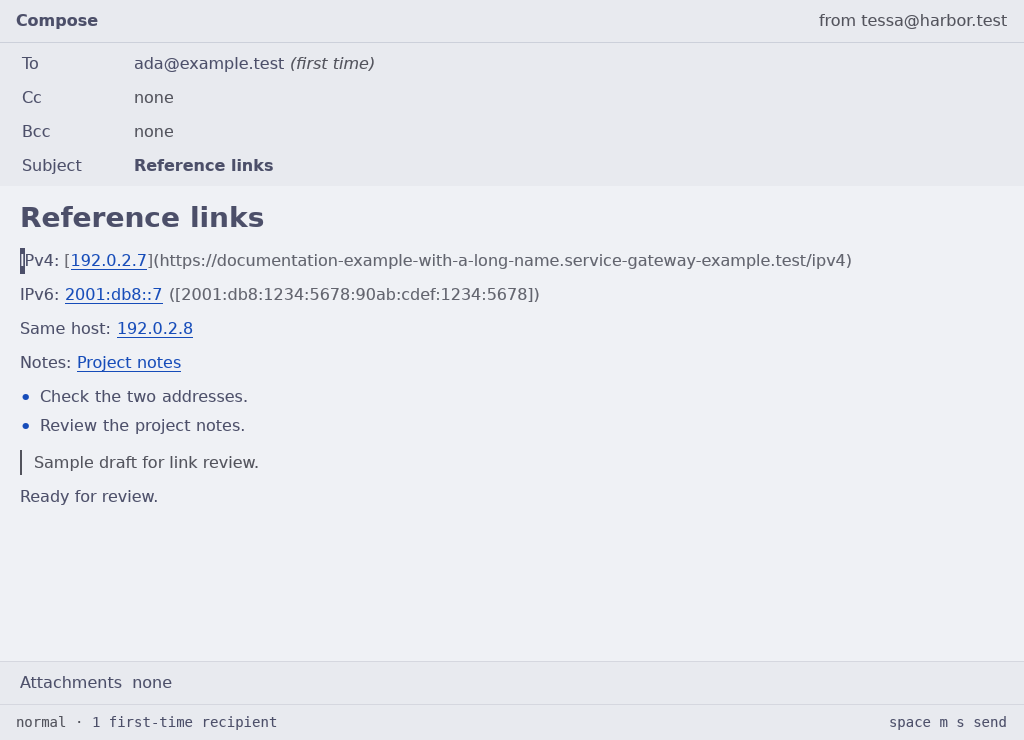 Compose from tessa@harbor.test
To ada@example.test (first time)
Cc none
Bcc none
Subject Reference links
Reference links
IPv4: [192.0.2.7](https://documentation-example-with-a-long-name.service-gateway-example.test/ipv4)
IPv6: 2001:db8::7 ([2001:db8:1234:5678:90ab:cdef:1234:5678])
Same host: 192.0.2.8
Notes: Project notes
• Check the two addresses.
• Review the project notes.
Sample draft for link review.
Ready for review.
Attachments none
normal · 1 first-time recipient space m s send